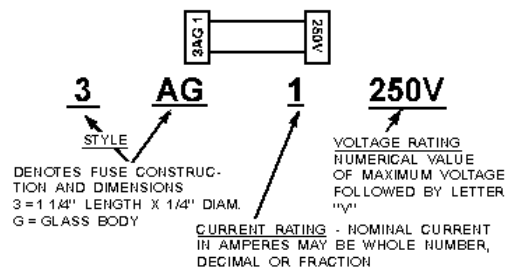 3AG 1
250V
3 AG 1 250V
STYLE
DENOTES FUSE CONSTRUC-
TION AND DIMENSIONS
3 = 1 1/4" LENGTH X 1/4" DIAM.
G = GLASS BODY
VOLTAGE RATING
NUMERICAL VALUE
OF MAXIMUM VOLTAGE
FOLLOWED BY LETTER
"V"
CURRENT RATING - NOMINAL CURRENT
IN AMPERES MAY BE WHOLE NUMBER,
DECIMAL OR FRACTION